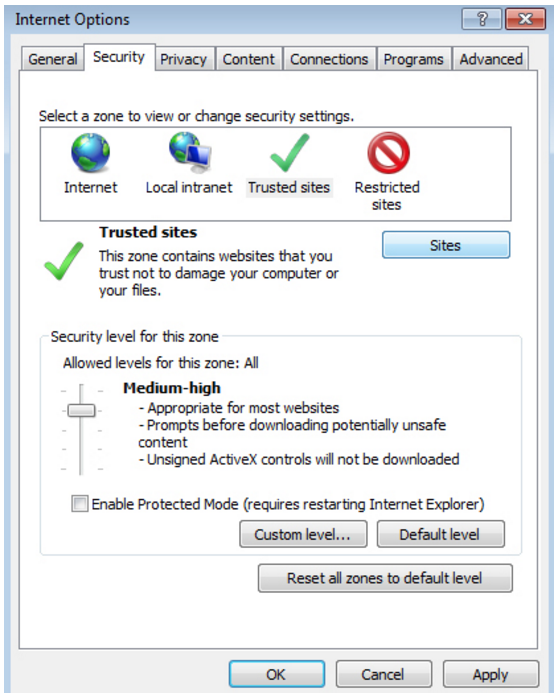 Internet Options
General Security Privacy Content Connections Programs Advanced
Select a zone to view or change security settings.
Internet Local intranet Trusted sites Restricted
sites
Trusted sites
Sites
This zone contains websites that you
trust not to damage your computer or
your files.
Security level for this zone
Allowed levels for this zone: All
Medium-high
- Appropriate for most websites
- Prompts before downloading potentially unsafe
content
- Unsigned ActiveX controls will not be downloaded
Enable Protected Mode (requires restarting Internet Explorer)
Custom level... Default level
Reset all zones to default level
OK Cancel Apply